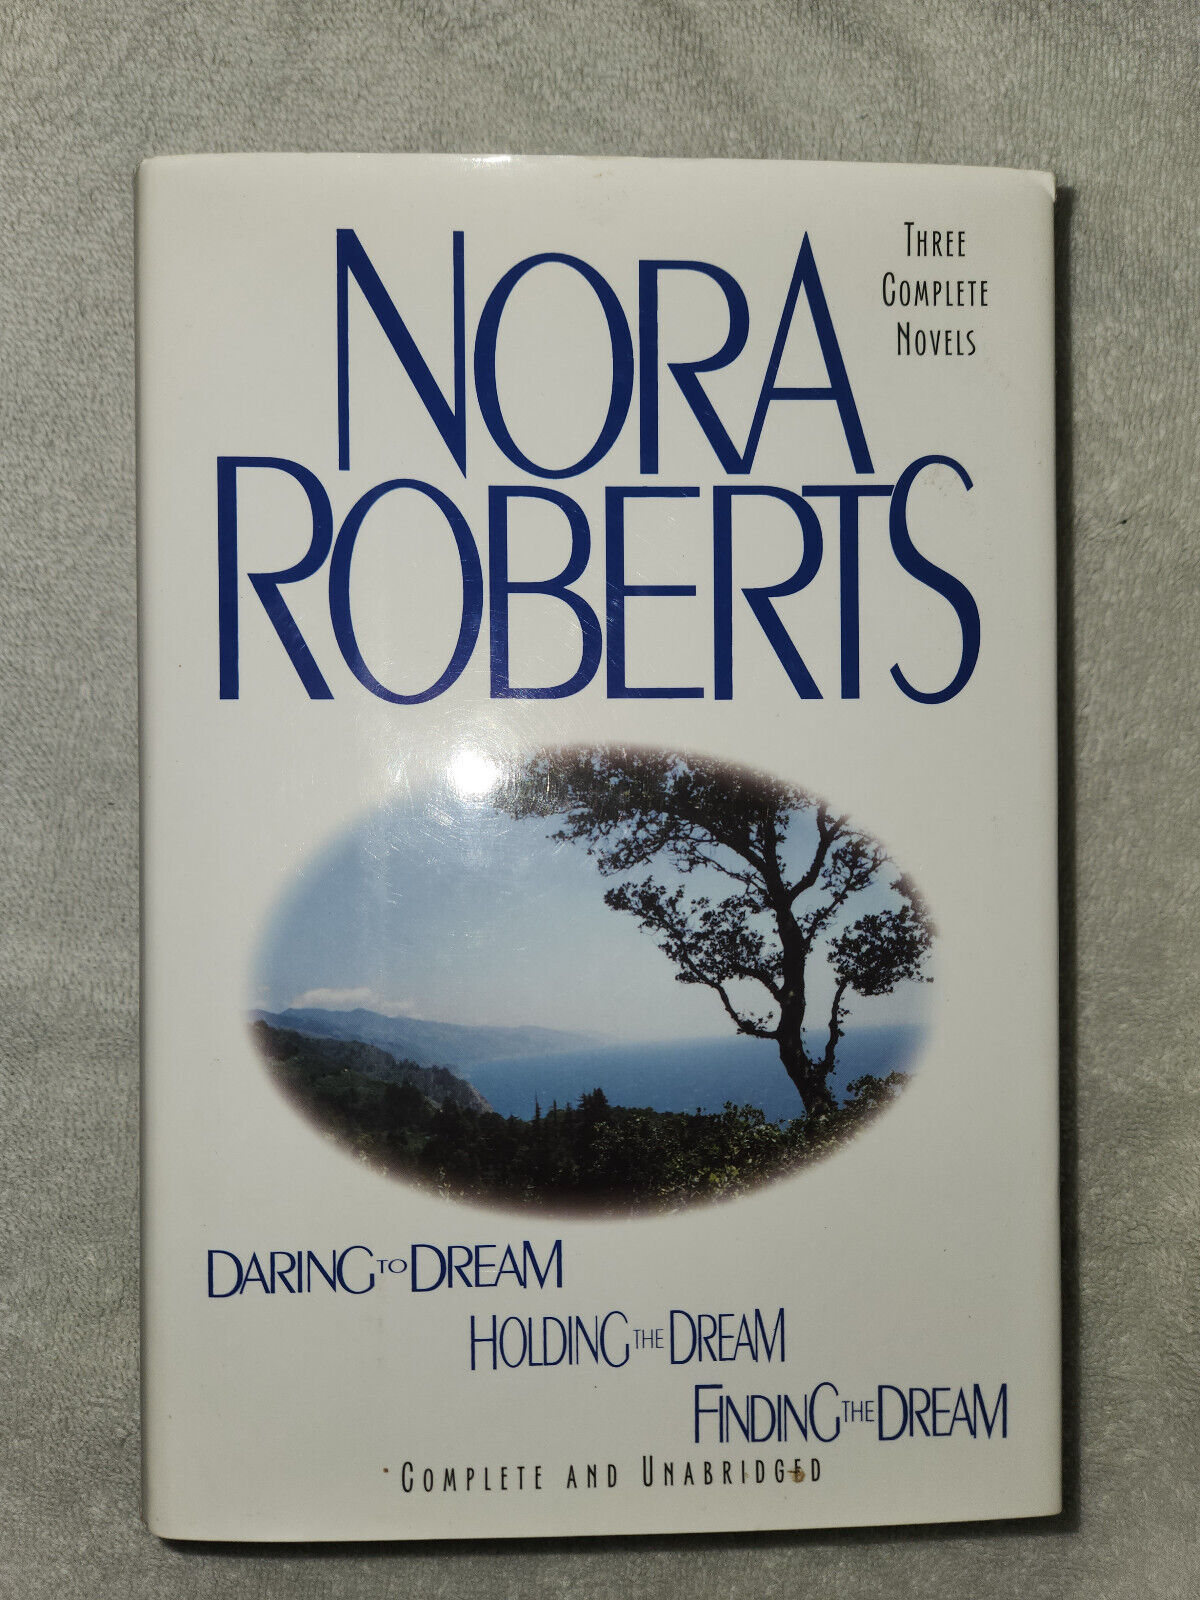 NORA
ROBERTS
THREE
COMPLETE
NOVELS
DARING TO DREAM
HOLDING THE DREAM
FINDING THE DREAM
COMPLETE AND UNABRIDGED